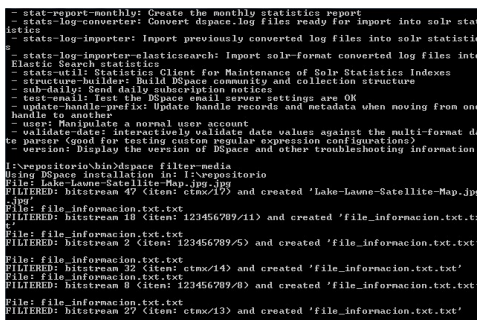 - stat-report-monthly: Create the monthly statistics report
- stats-log-converter: Convert dspace.log files ready for import into solr stat
istics
- stats-log-importer: Import previously converted log files into solr statistic
s
- stats-log-importer-elasticsearch: Import solr-format converted log files into
Elastic Search statistics
- stats-util: Statistics Client for Maintenance of Solr Statistics Indexes
- structure-builder: Build DSpace community and collection structure
- sub-daily: Send daily subscription notices
- test-email: Test the DSpace email server settings are OK
- update-handle-prefix: Update handle records and metadata when moving from one
handle to another
- user: Manipulate a normal user account
- validate-date: interactively validate date values against the multi-format da
te parser (good for testing custom regular expression configurations)
- version: Display the version of DSpace and other troubleshooting information
I:\repositorio\bin>dspace filter-media
Using DSpace installation in: I:\repositorio
File: Lake-Lawne-Satellite-Map.jpg.jpg
FILTERED: bitstream 47 (item: ctmx/17) and created 'Lake-Lawne-Satellite-Map.jpg
.jpg'
File: file_informacion.txt.txt
FILTERED: bitstream 18 (item: 123456789/11) and created 'file_informacion.txt.tx
t'
File: file_informacion.txt.txt
FILTERED: bitstream 2 (item: 123456789/5) and created 'file_informacion.txt.txt'
File: file_informacion.txt.txt
FILTERED: bitstream 32 (item: ctmx/14) and created 'file_informacion.txt.txt'
File: file_informacion.txt.txt
FILTERED: bitstream 8 (item: 123456789/8) and created 'file_informacion.txt.txt'
File: file_informacion.txt.txt
FILTERED: bitstream 27 (item: ctmx/13) and created 'file_informacion.txt.txt'